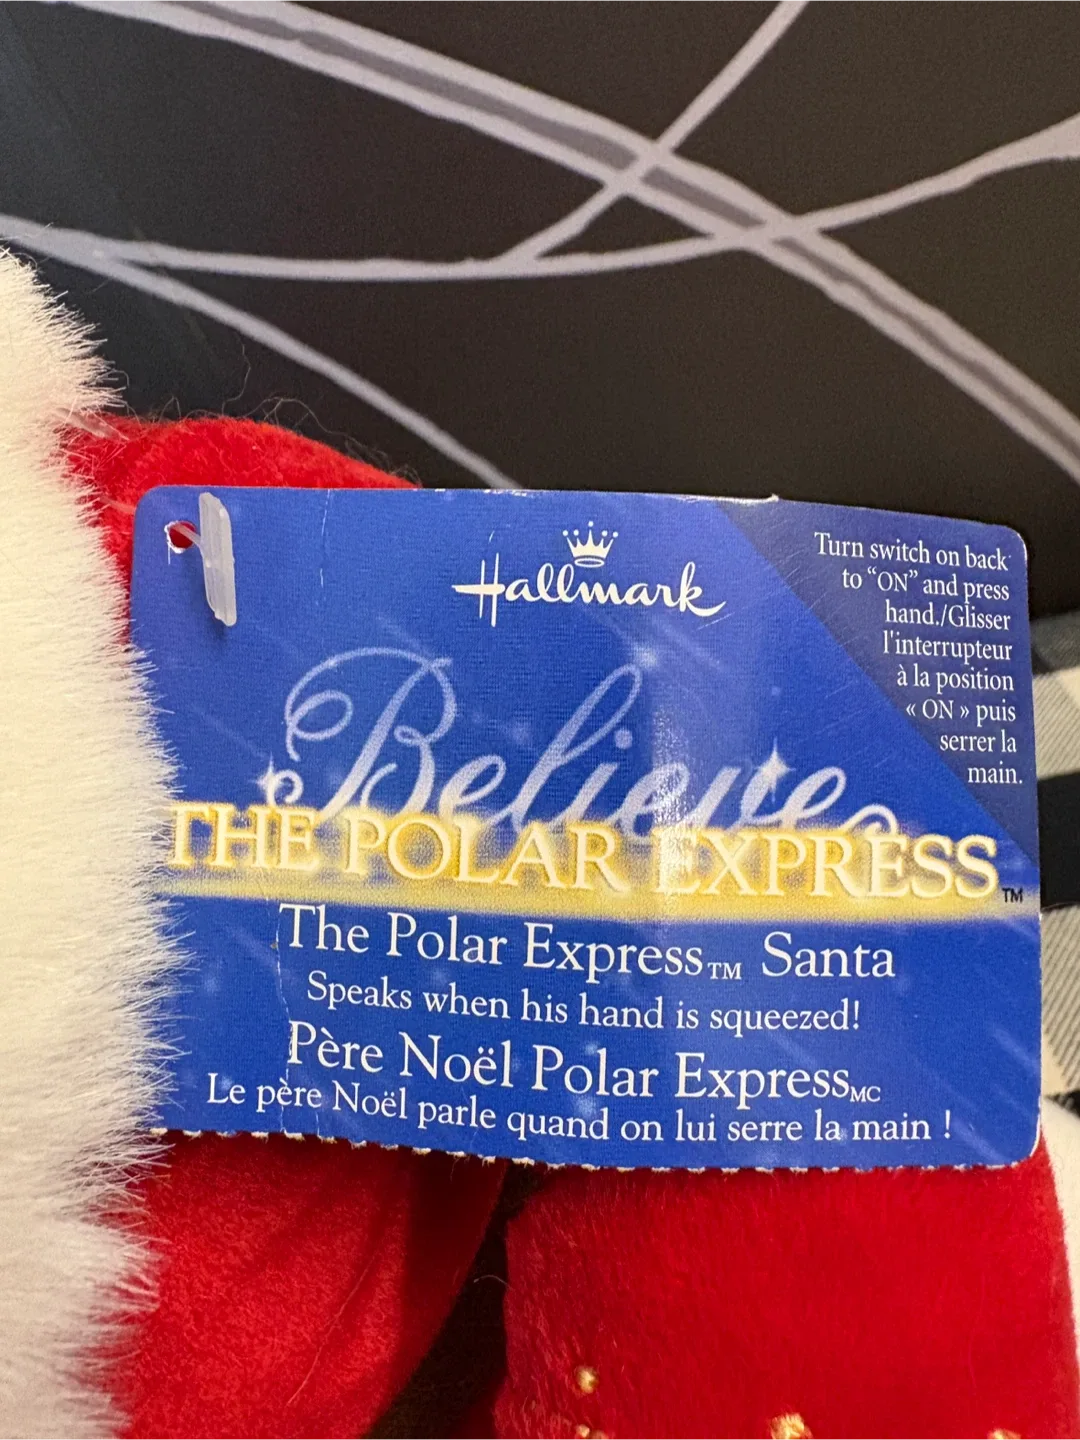 Hallmark
Turn switch on back
to "ON" and press
hand./Glisser
l'interrupteur
à la position
« ON » puis
serrer la
main.
Believe
THE POLAR EXPRESS™
The Polar Express™ Santa
Speaks when his hand is squeezed!
Père Noël Polar ExpressMC
Le père Noël parle quand on lui serre la main !